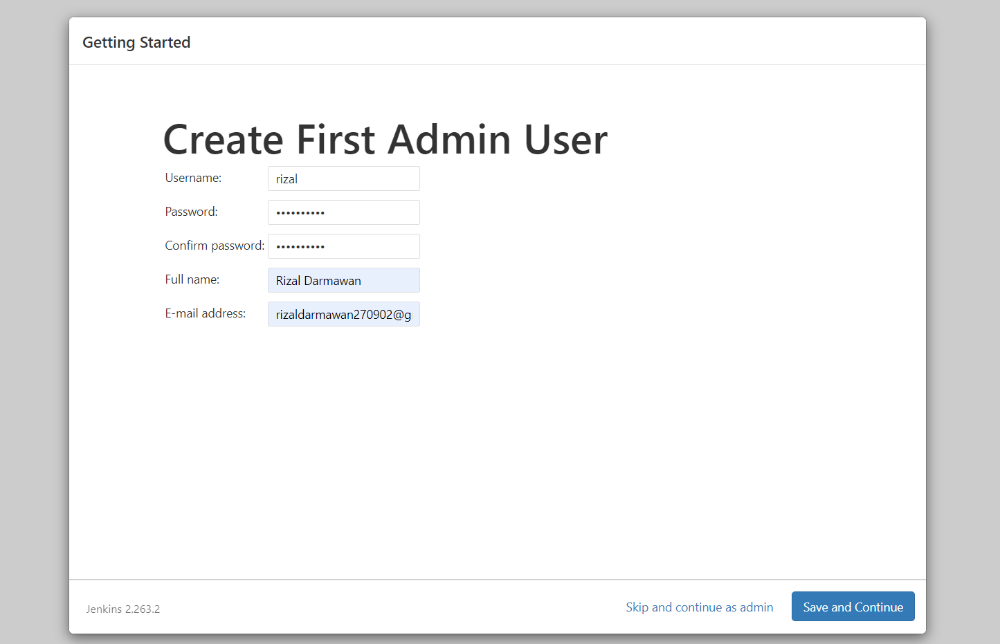 Getting Started
Create First Admin User
Username: rizal
Password: ••••••••••
Confirm password: ••••••••••
Full name: Rizal Darmawan
E-mail address: rizaldarmawan270902@g
Jenkins 2.263.2 Skip and continue as admin Save and Continue